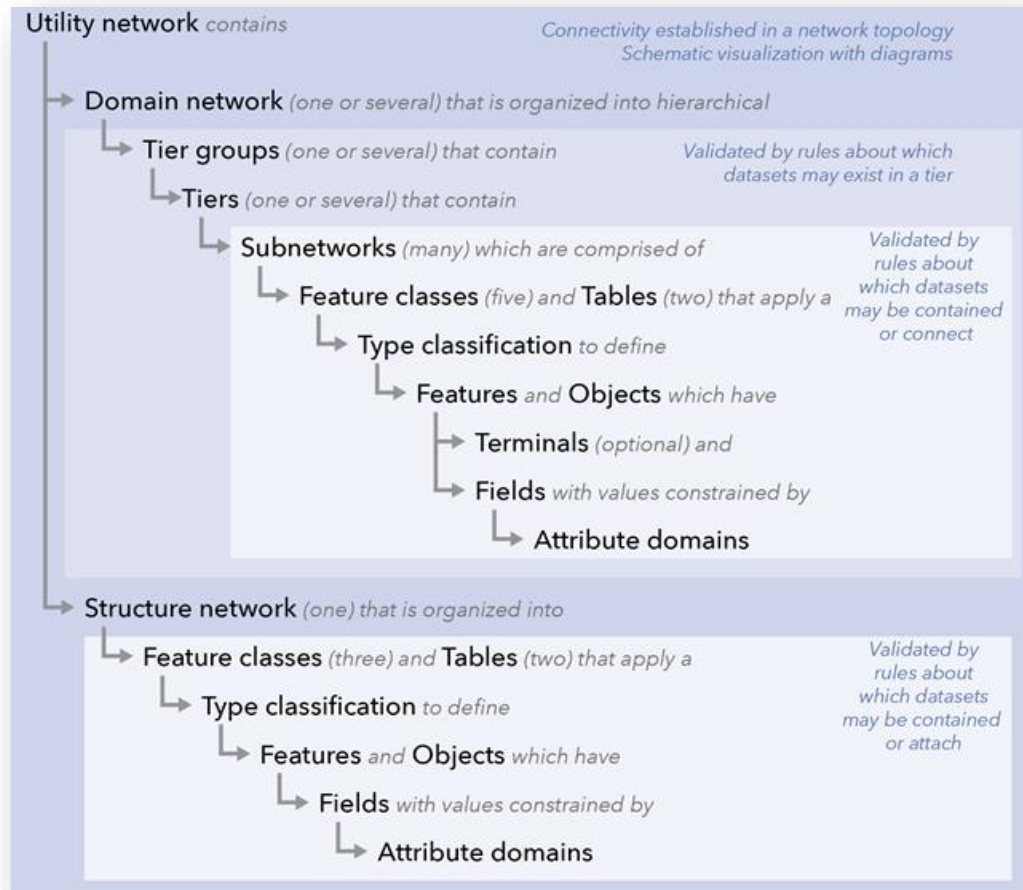 Utility network contains
Connectivity established in a network topology
Schematic visualization with diagrams
Domain network (one or several) that is organized into hierarchical
Tier groups (one or several) that contain
Validated by rules about which
datasets may exist in a tier
Tiers (one or several) that contain
Subnetworks (many) which are comprised of
Validated by
rules about
which datasets
may be contained
or connect
Feature classes (five) and Tables (two) that apply a
Type classification to define
Features and Objects which have
Terminals (optional) and
Fields with values constrained by
Attribute domains
Structure network (one) that is organized into
Feature classes (three) and Tables (two) that apply a
Validated by
rules about
which datasets
may be contained
or attach
Type classification to define
Features and Objects which have
Fields with values constrained by
Attribute domains